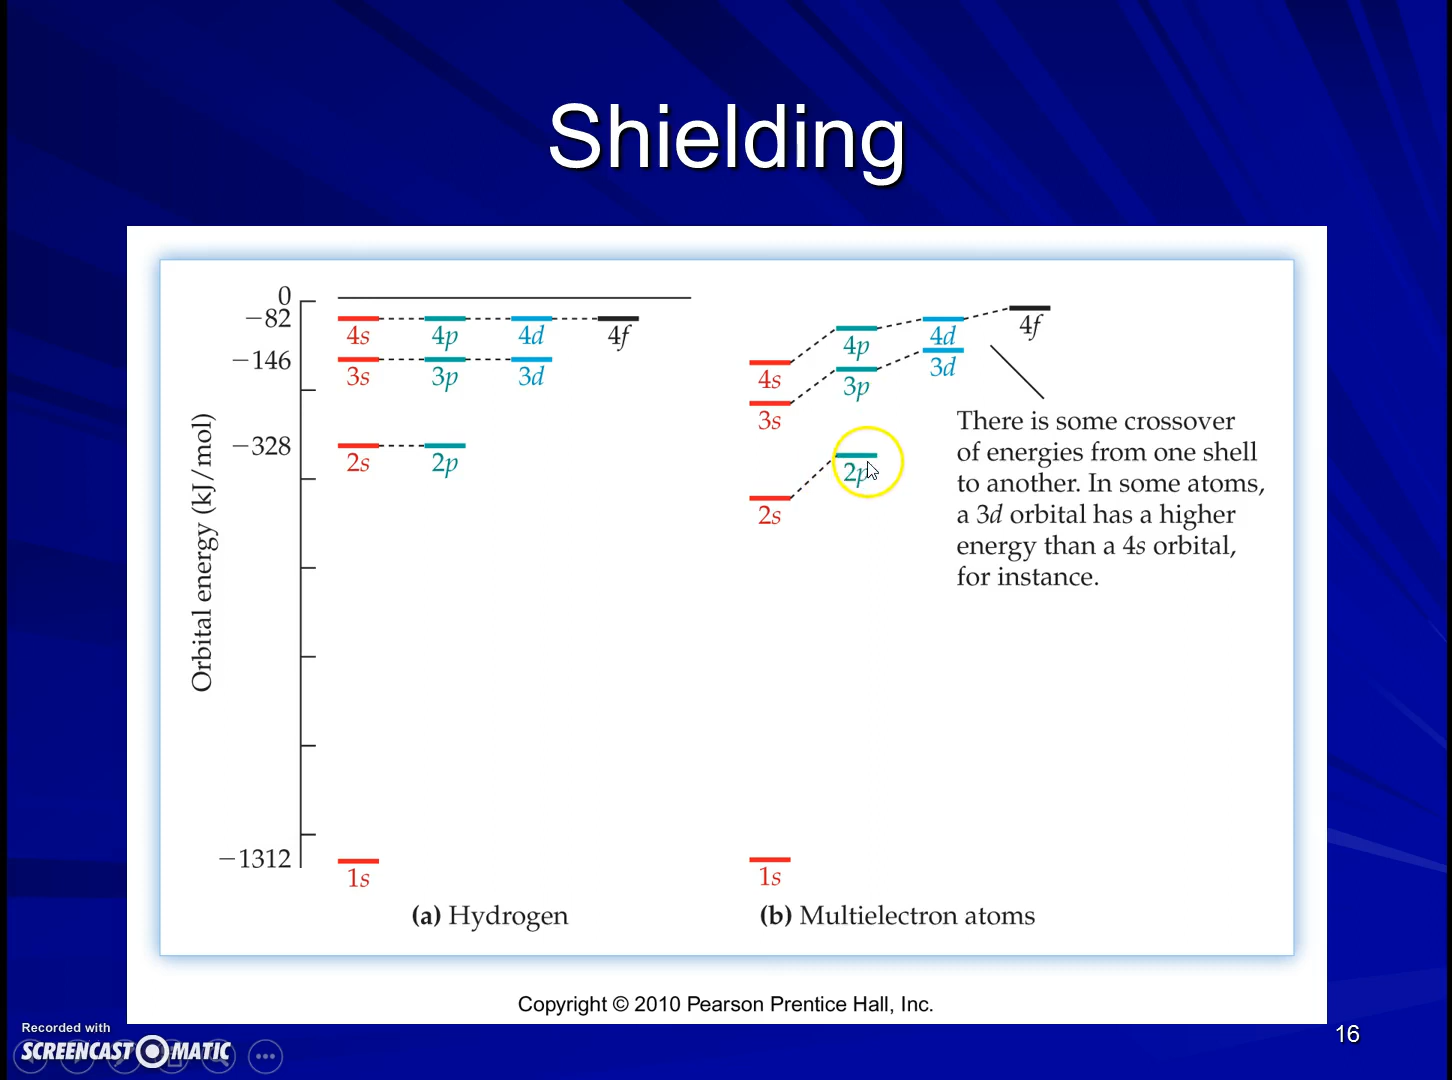 Shielding
0
−82
−146
−328
−1312
Orbital energy (kJ/mol)
4s 4p 4d 4f
3s 3p 3d
2s 2p
1s
(a) Hydrogen
4s 4p 4d 4f
3s 3p 3d
2s 2p
1s
(b) Multielectron atoms
There is some crossover
of energies from one shell
to another. In some atoms,
a 3d orbital has a higher
energy than a 4s orbital,
for instance.
Copyright © 2010 Pearson Prentice Hall, Inc.
16
Recorded with
SCREENCAST-O-MATIC